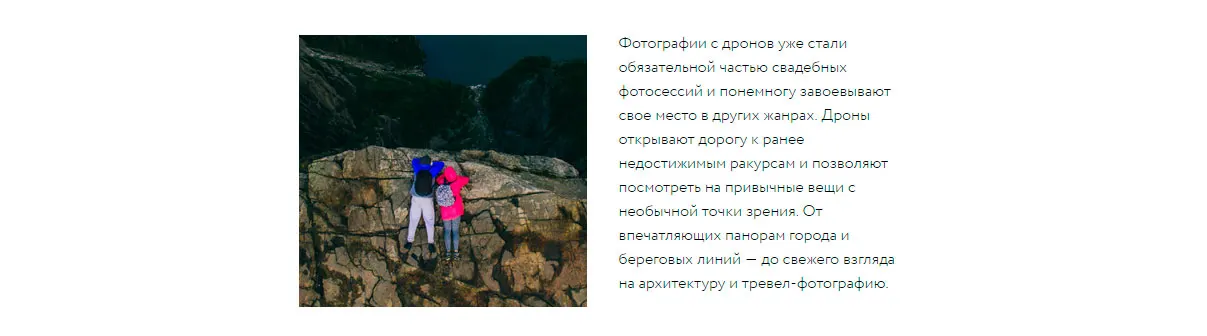 Фотографии с дронов уже стали
обязательной частью свадебных
фотосессий и понемногу завоевывают
свое место в других жанрах. Дроны
открывают дорогу к ранее
недостижимым ракурсам и позволяют
посмотреть на привычные вещи с
необычной точки зрения. От
впечатляющих панорам города и
береговых линий — до свежего взгляда
на архитектуру и тревел-фотографию.